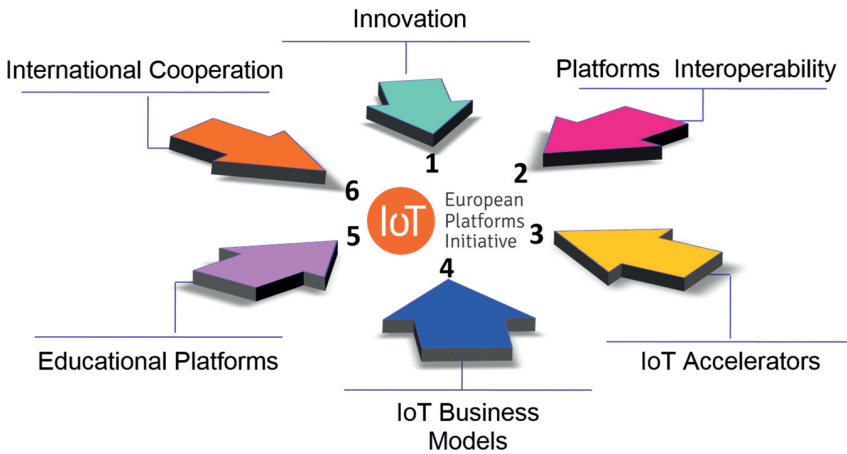 Innovation
International Cooperation
Platforms Interoperability
1
2
6
IoT
European
Platforms
Initiative
5
3
4
Educational Platforms
IoT Accelerators
IoT Business
Models